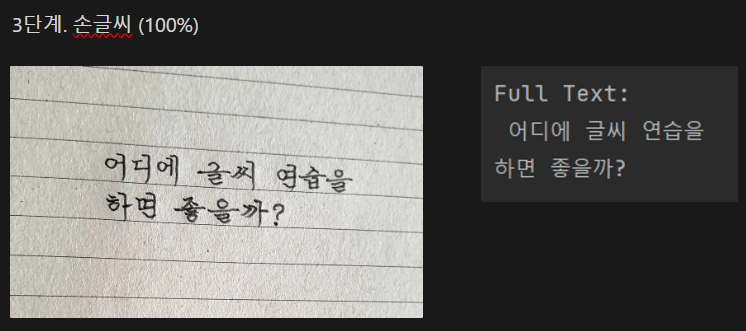 3단계. 손글씨 (100%)
어디에 글씨 연습을
하면 좋을까?
Full Text:
어디에 글씨 연습을
하면 좋을까?